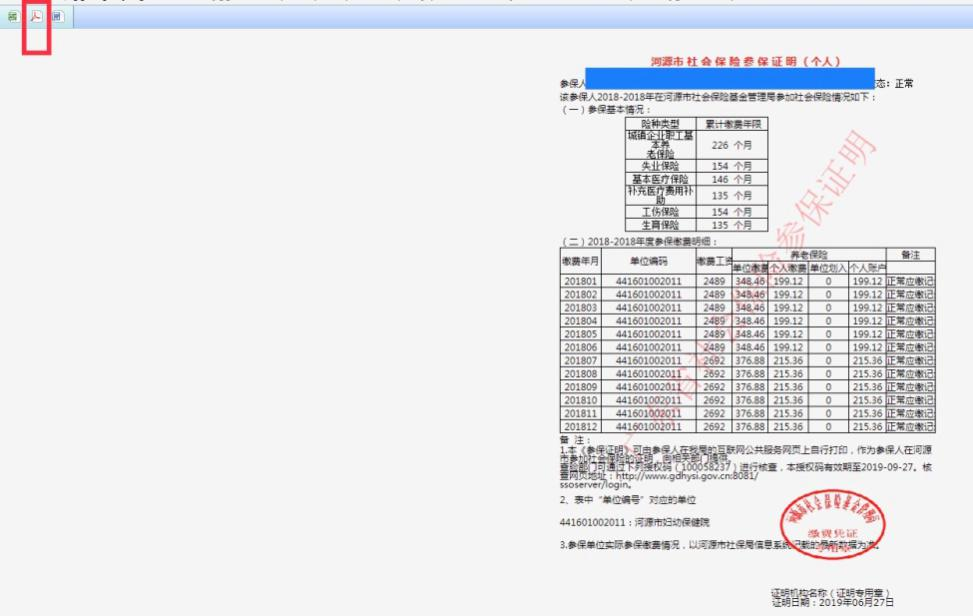 河源市社会保险参保证明（个人）
参保人
态：正常
该参保人2018-2018年在河源市社会保险基金管理局参加社会保险情况如下：
（一）参保基本情况：
险种类型 累计缴费年限
城镇企业职工基本养老保险 226 个月
失业保险 154 个月
基本医疗保险 146 个月
补充医疗费用补助 135 个月
工伤保险 154 个月
生育保险 135 个月
（二）2018-2018年度参保缴费明细：
缴费年月 单位编码 缴费工资 养老保险 备注
单位缴费 个人缴费 单位划入 个人账户
201801 441601002011 2489 348.46 199.12 0 199.12 正常应缴记
201802 441601002011 2489 348.46 199.12 0 199.12 正常应缴记
201803 441601002011 2489 348.46 199.12 0 199.12 正常应缴记
201804 441601002011 2489 348.46 199.12 0 199.12 正常应缴记
201805 441601002011 2489 348.46 199.12 0 199.12 正常应缴记
201806 441601002011 2489 348.46 199.12 0 199.12 正常应缴记
201807 441601002011 2692 376.88 215.36 0 215.36 正常应缴记
201808 441601002011 2692 376.88 215.36 0 215.36 正常应缴记
201809 441601002011 2692 376.88 215.36 0 215.36 正常应缴记
201810 441601002011 2692 376.88 215.36 0 215.36 正常应缴记
201811 441601002011 2692 376.88 215.36 0 215.36 正常应缴记
201812 441601002011 2692 376.88 215.36 0 215.36 正常应缴记
备 注：
1.本《参保证明》可由参保人在我局的互联网公共服务网页上自行打印，作为参保人在河源
市参加社会保险的证明，向相关部门提供。
查验部门可通过下列授权码（100058237）进行核查，本授权码有效期至2019-09-27。核
查网页地址：http://www.gdhysi.gov.cn:8081/
ssoserver/login。
2、表中“单位编号”对应的单位
441601002011：河源市妇幼保健院
3.参保单位实际参保缴费情况，以河源市社保局信息系统记载的最新数据为准。
缴费凭证
证明机构名称（证明专用章）
证明日期：2019年06月27日